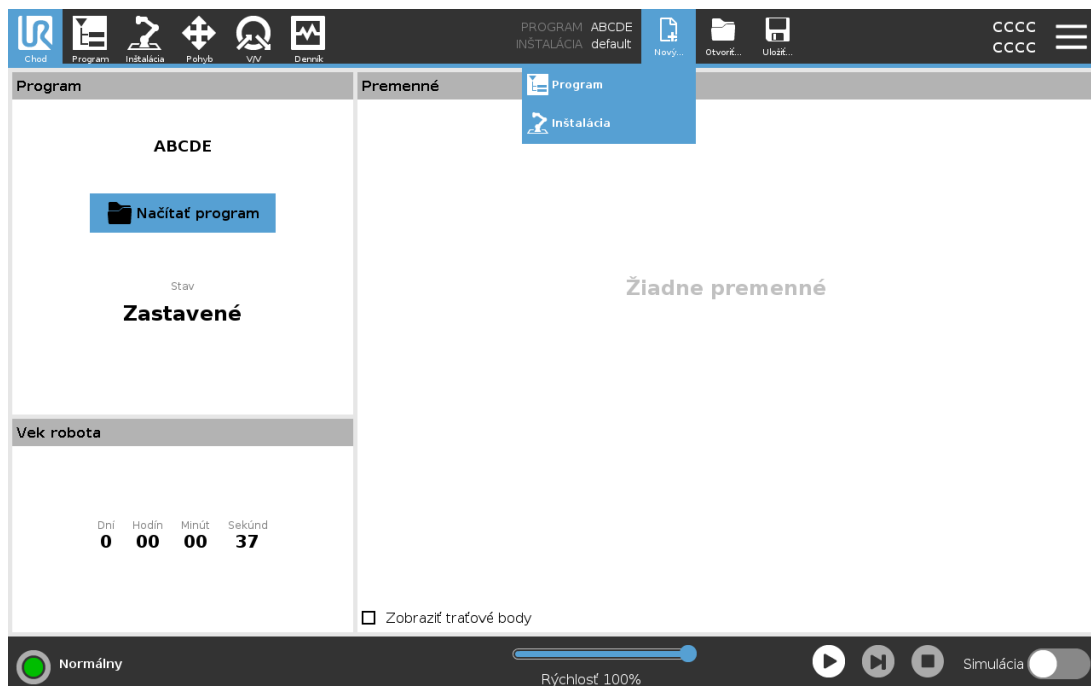 Chod Program Inštalácia Pohyb V/V Denník
PROGRAM ABCDE
INŠTALÁCIA default
Nový... Otvoriť... Uložiť...
CCCC
CCCC
Program
Premenné
Program
Inštalácia
ABCDE
Načítať program
Stav
Zastavené
Žiadne premenné
Vek robota
Dní Hodín Minút Sekúnd
0 00 00 37
Zobraziť traťové body
Normálny
Rýchlosť 100%
Simulácia